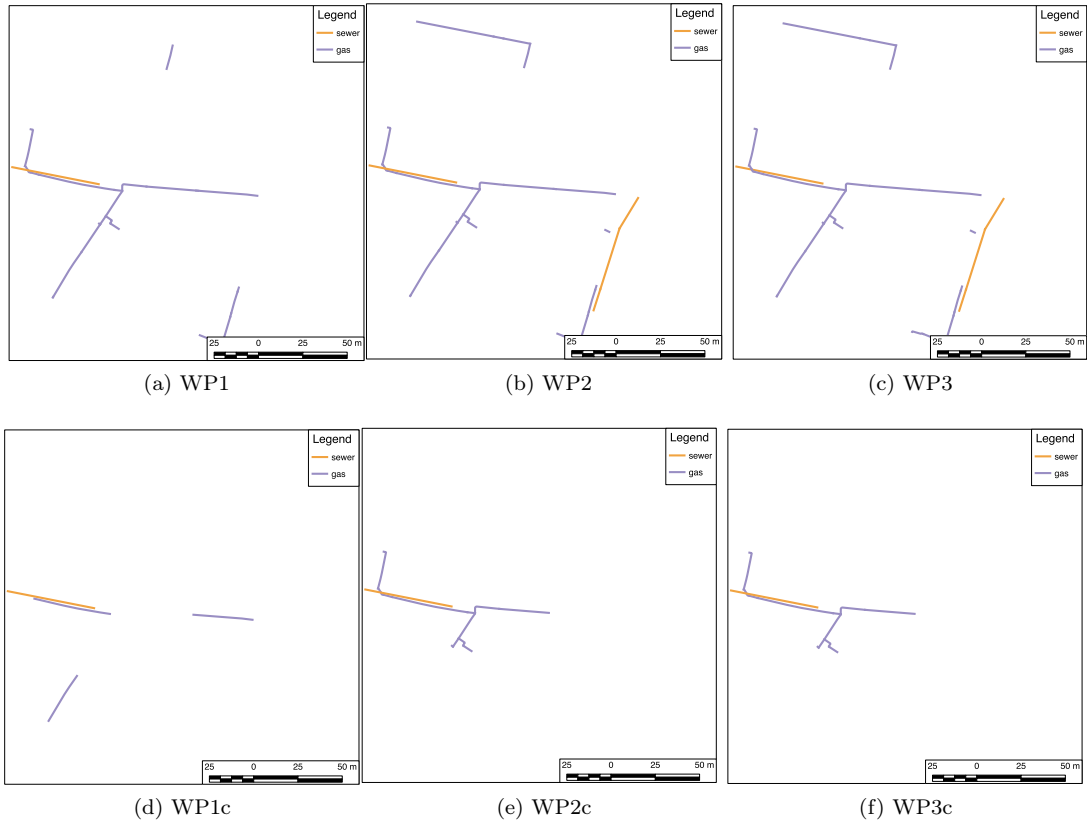 Legend
sewer
gas
25 0 25 50 m
(a) WP1
Legend
sewer
gas
25 0 25 50 m
(b) WP2
Legend
sewer
gas
25 0 25 50 m
(c) WP3
Legend
sewer
gas
25 0 25 50 m
(d) WP1c
Legend
sewer
gas
25 0 25 50 m
(e) WP2c
Legend
sewer
gas
25 0 25 50 m
(f) WP3c